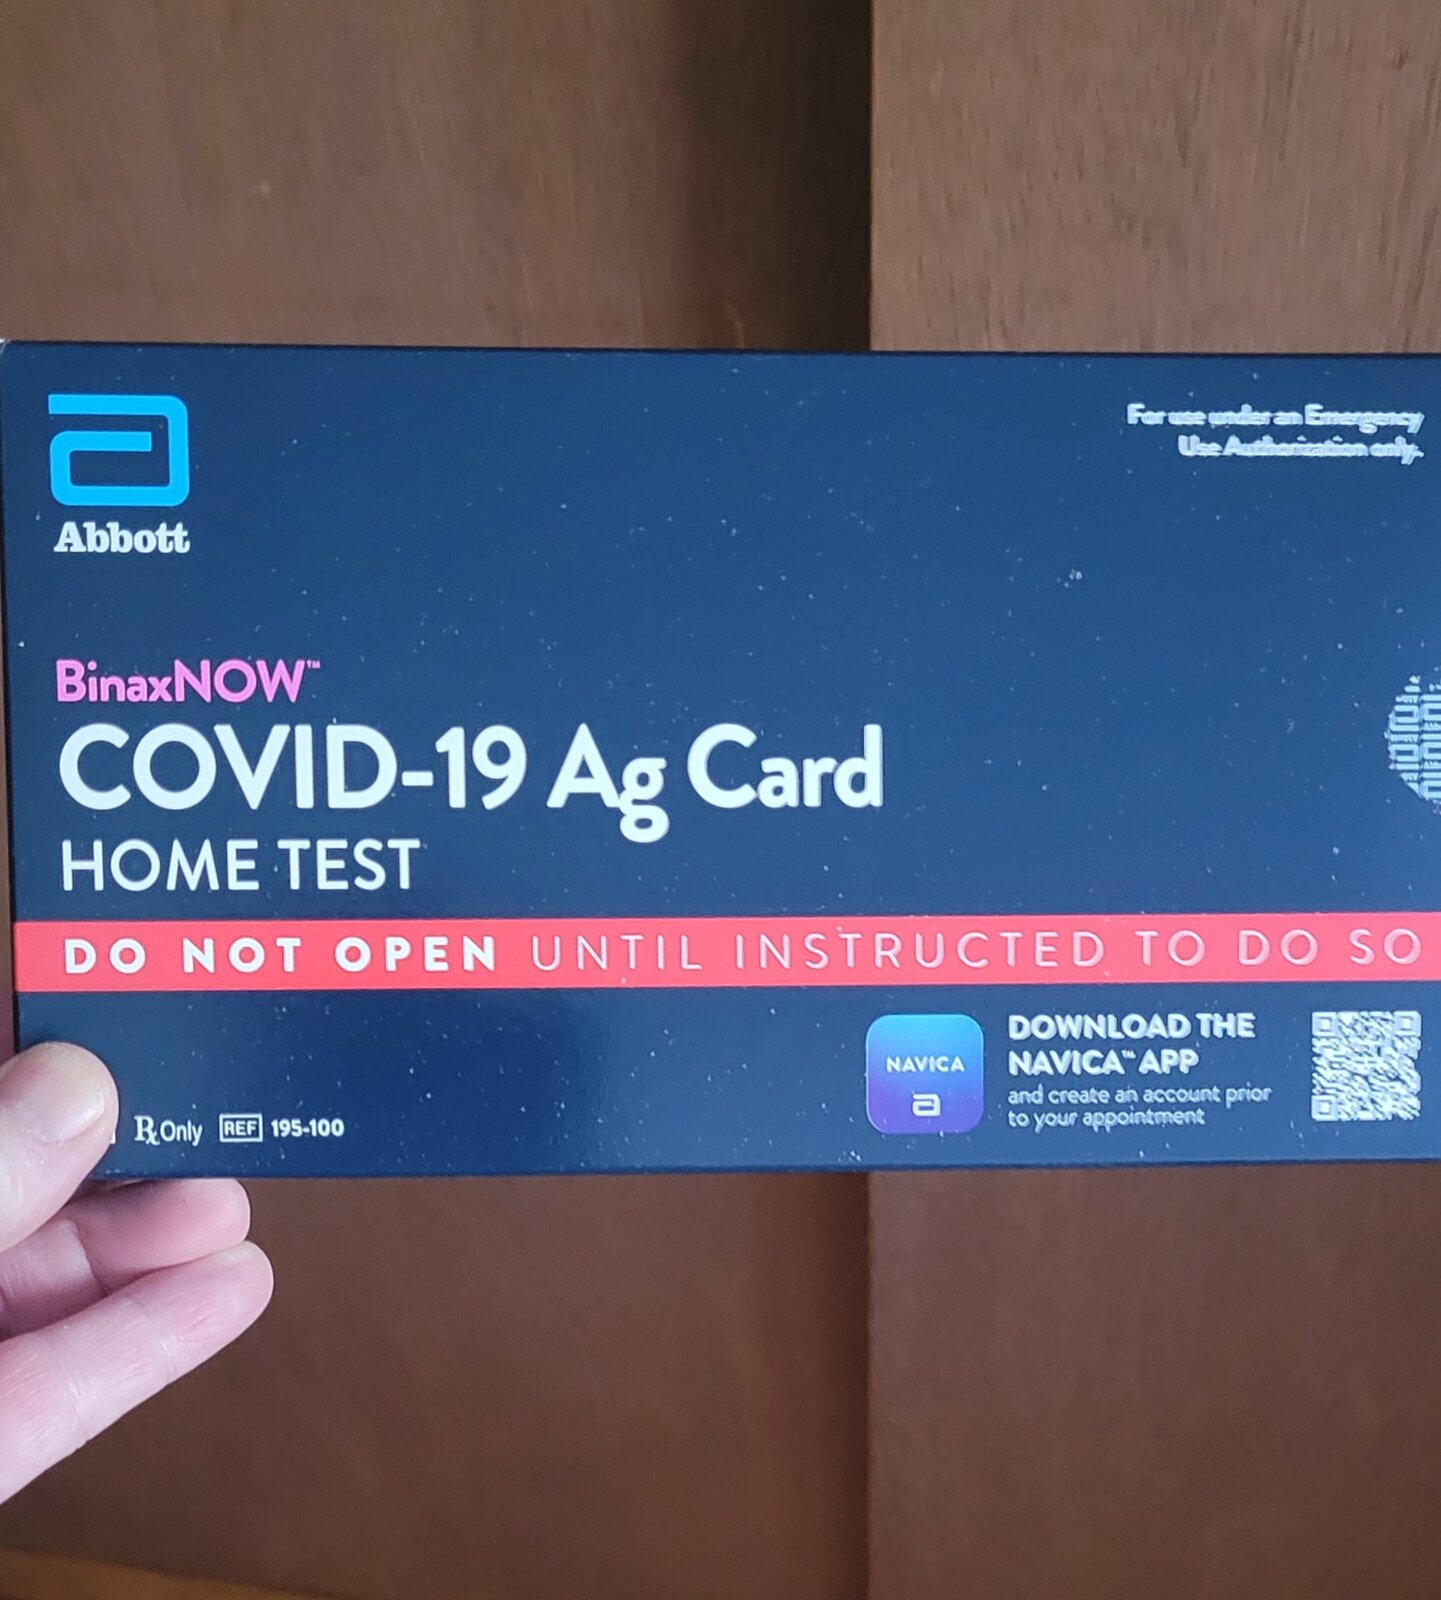 Abbott
For use under an Emergency
Use Authorization only.
BinaxNOW™
COVID-19 Ag Card
HOME TEST
DO NOT OPEN UNTIL INSTRUCTED TO DO SO
NAVICA
DOWNLOAD THE
NAVICA™ APP
and create an account prior
to your appointment
℞ Only REF 195-100